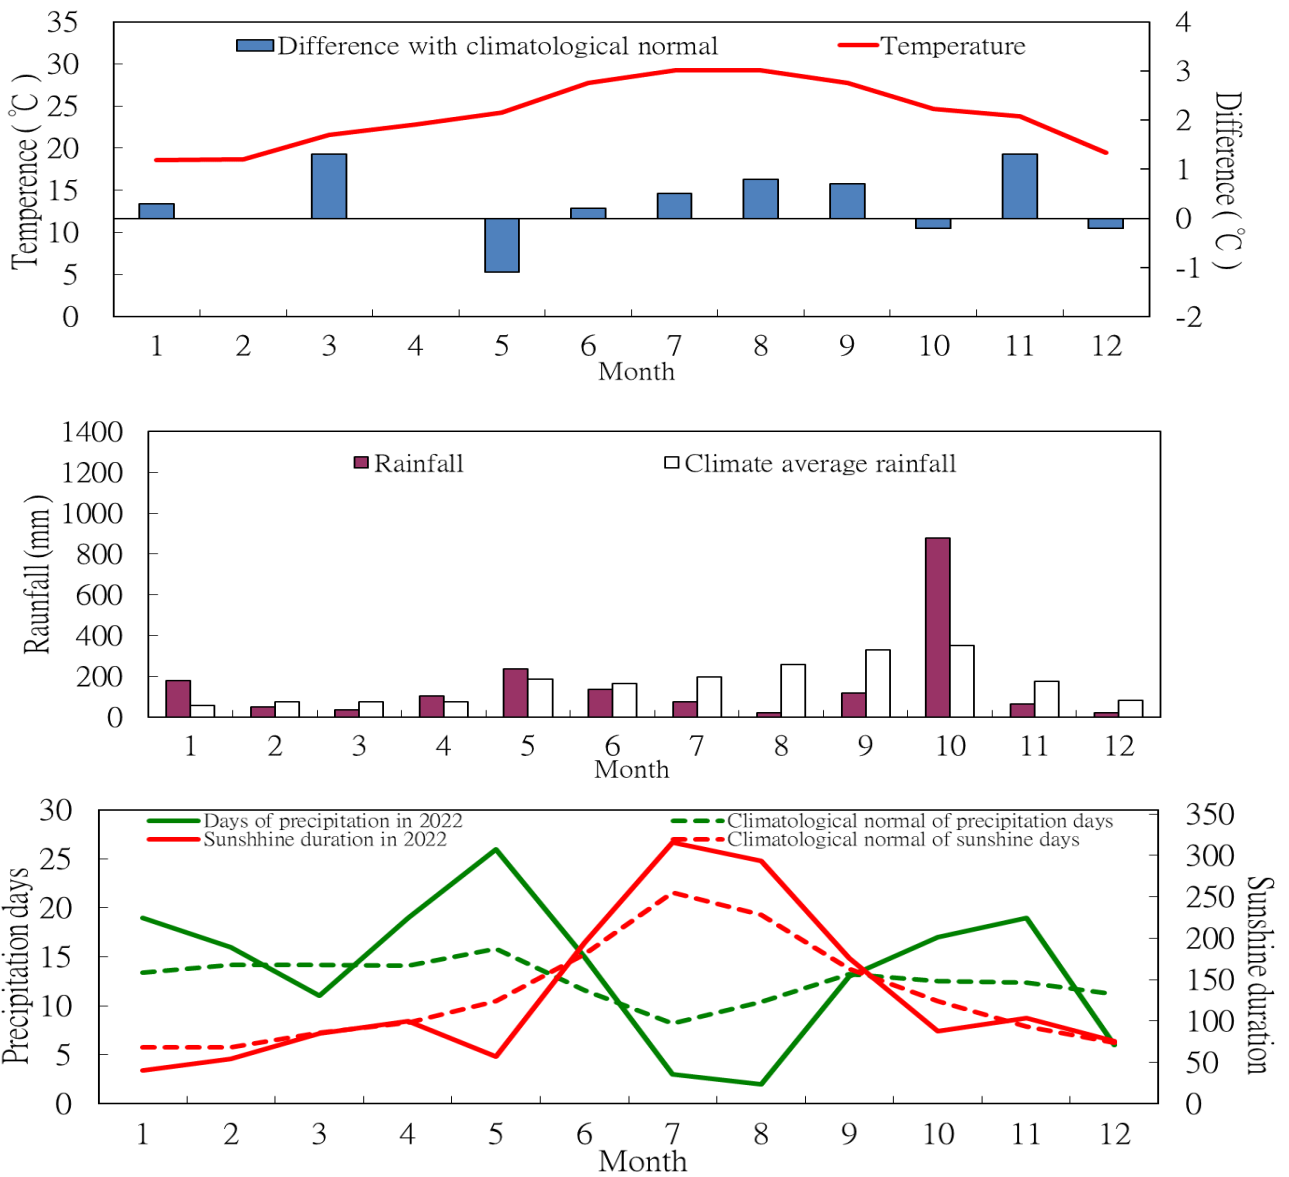 35
30
25
20
15
10
5
0
Temperence ( ℃ )
Difference with climatological normal
Temperature
4
3
2
1
0
-1
-2
Difference ( ℃ )
1 2 3 4 5 6 7 8 9 10 11 12
Month
1400
1200
1000
800
600
400
200
0
Raunfall (mm )
Rainfall
Climate average rainfall
1 2 3 4 5 6 7 8 9 10 11 12
Month
30
25
20
15
10
5
0
Precipitation days
Days of precipitation in 2022
Climatological normal of precipitation days
Sunshhine duration in 2022
Climatological normal of sunshine days
350
300
250
200
150
100
50
0
Sunshine duration
1 2 3 4 5 6 7 8 9 10 11 12
Month